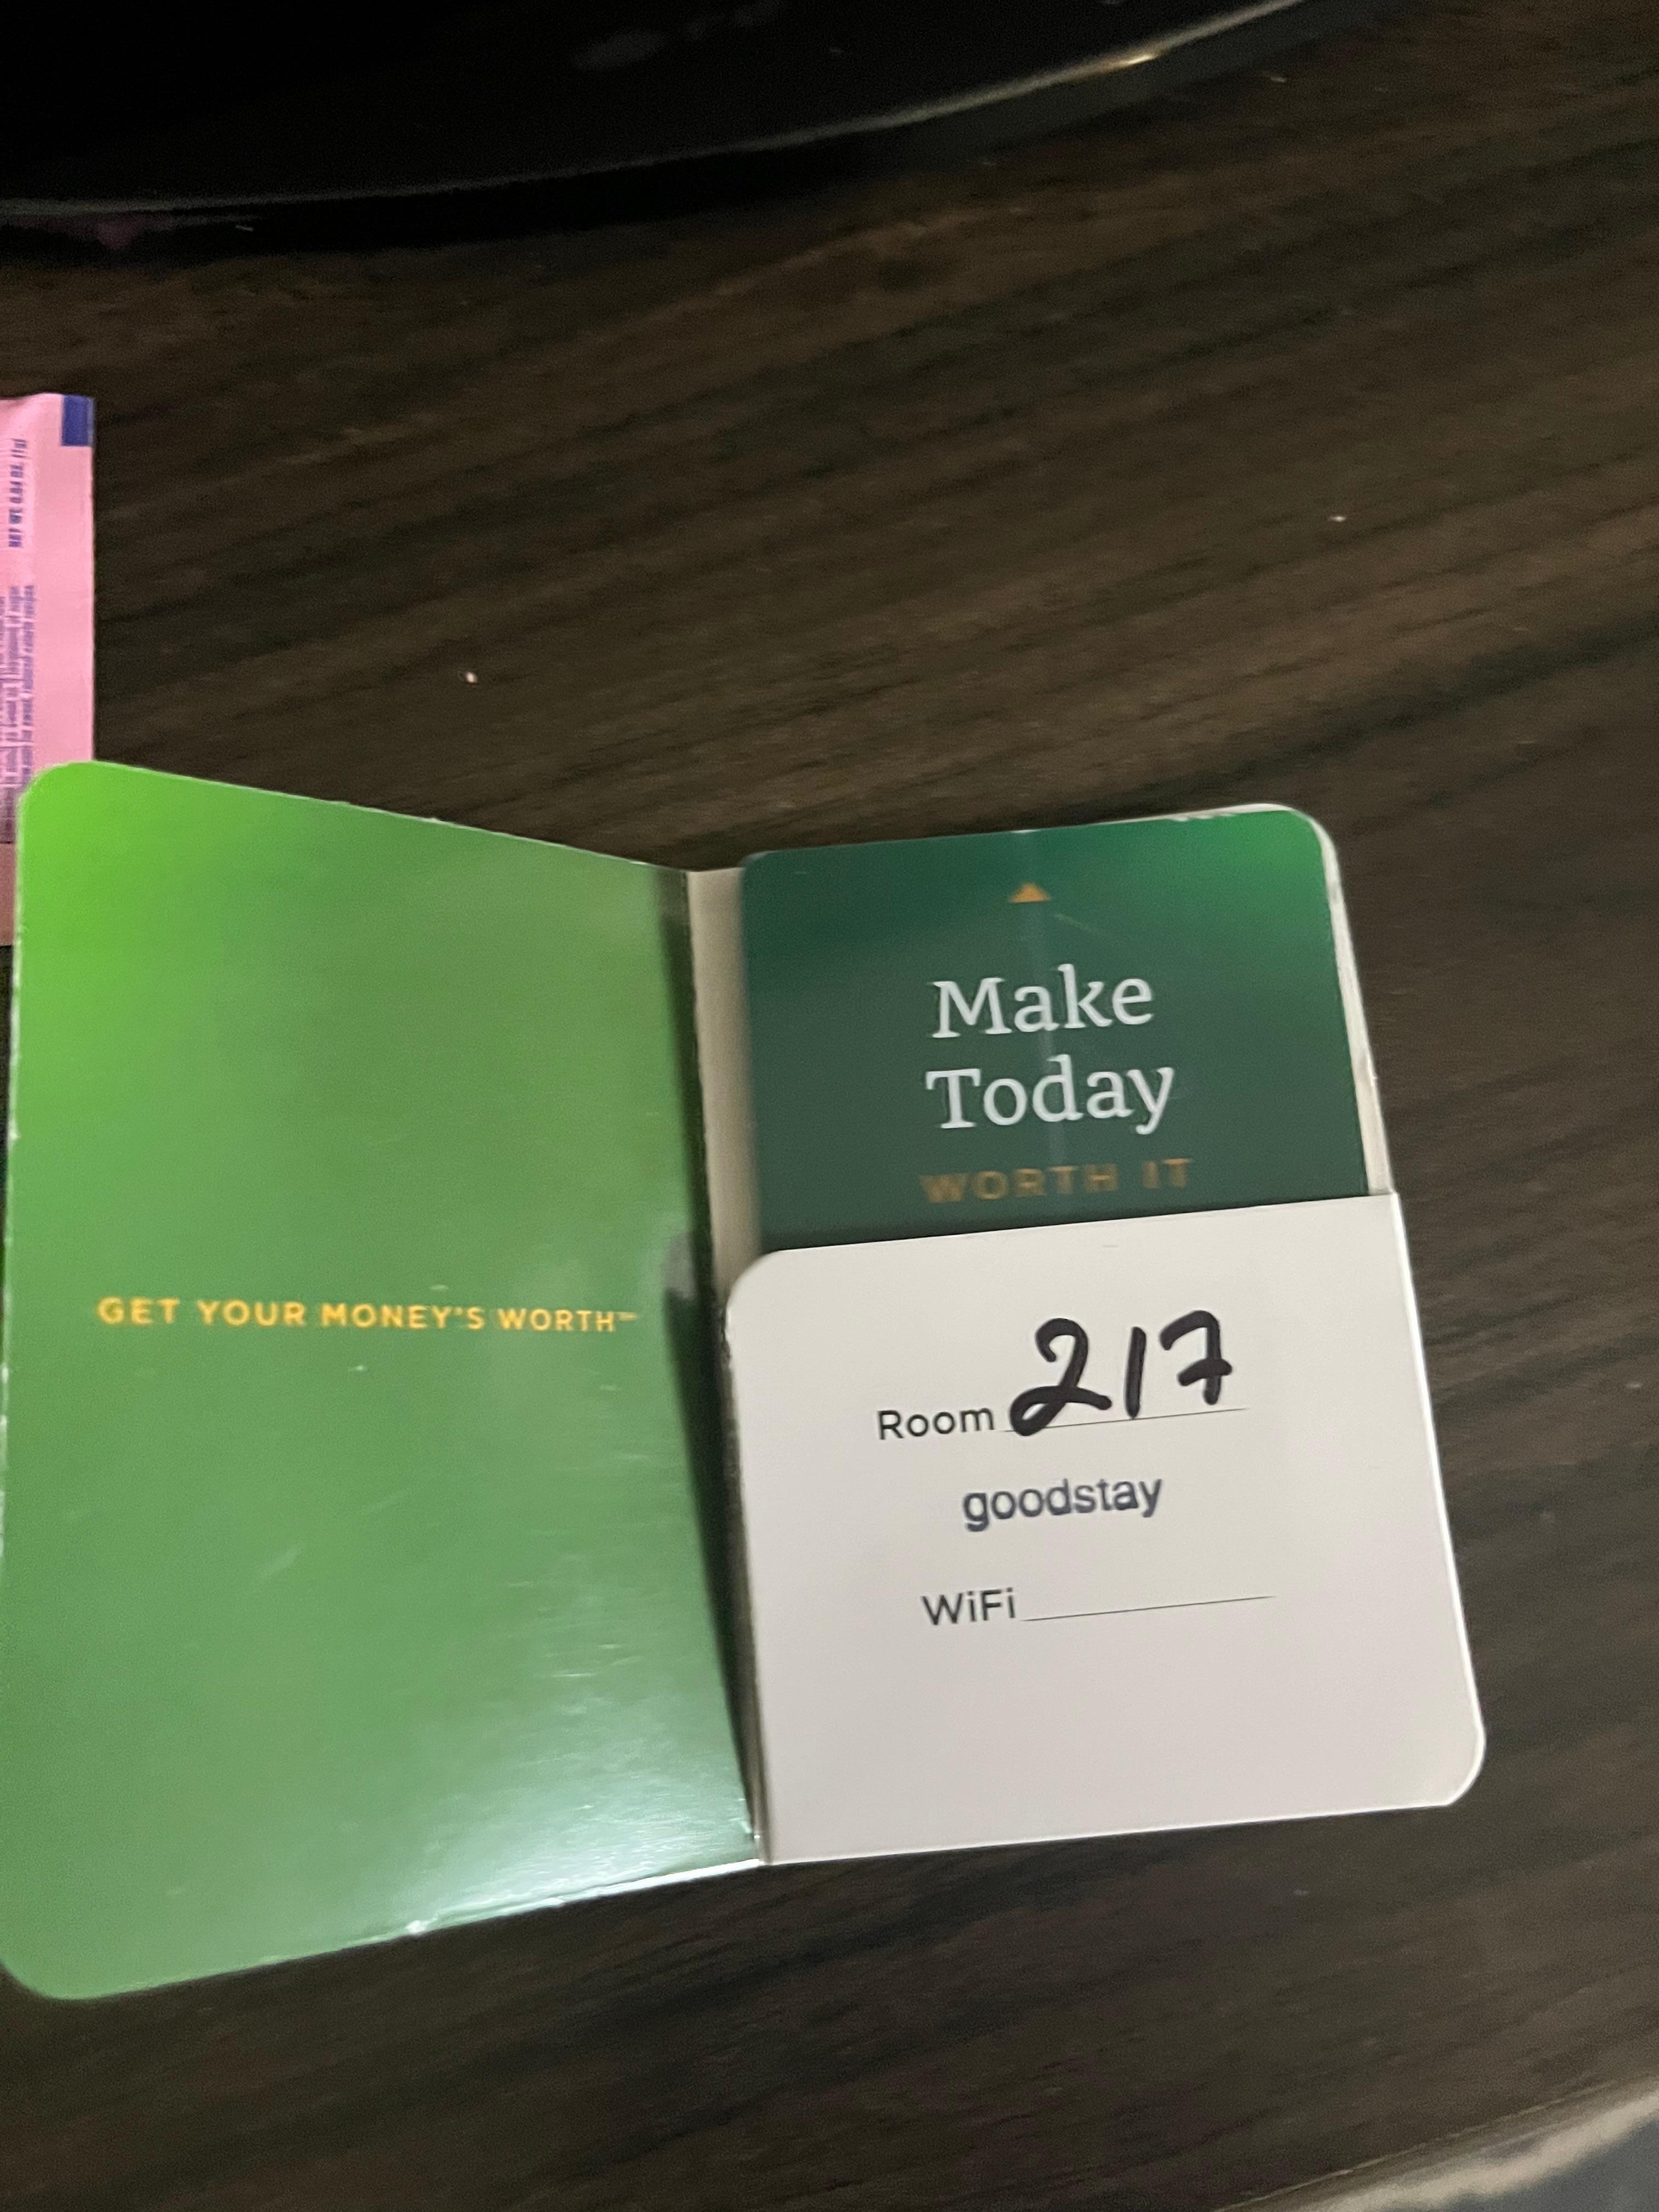 GET YOUR MONEY'S WORTH™
Make
Today
WORTH IT
Room 217
goodstay
WiFi